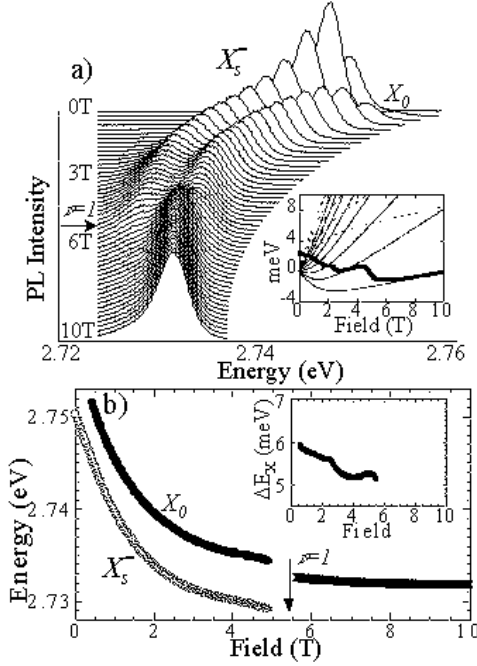 a)
X_s^-
X_0
0T
3T
ν=1
6T
10T
PL Intensity
2.72
2.74
2.76
Energy (eV)
8
4
0
-4
meV
0
2
4
6
8
10
Field (T)
b)
2.75
2.74
2.73
Energy (eV)
X_0
X_s^-
ν=1
0
2
4
6
8
10
Field (T)
ΔE_X (meV)
6
5
0
2
4
6
8
10
Field